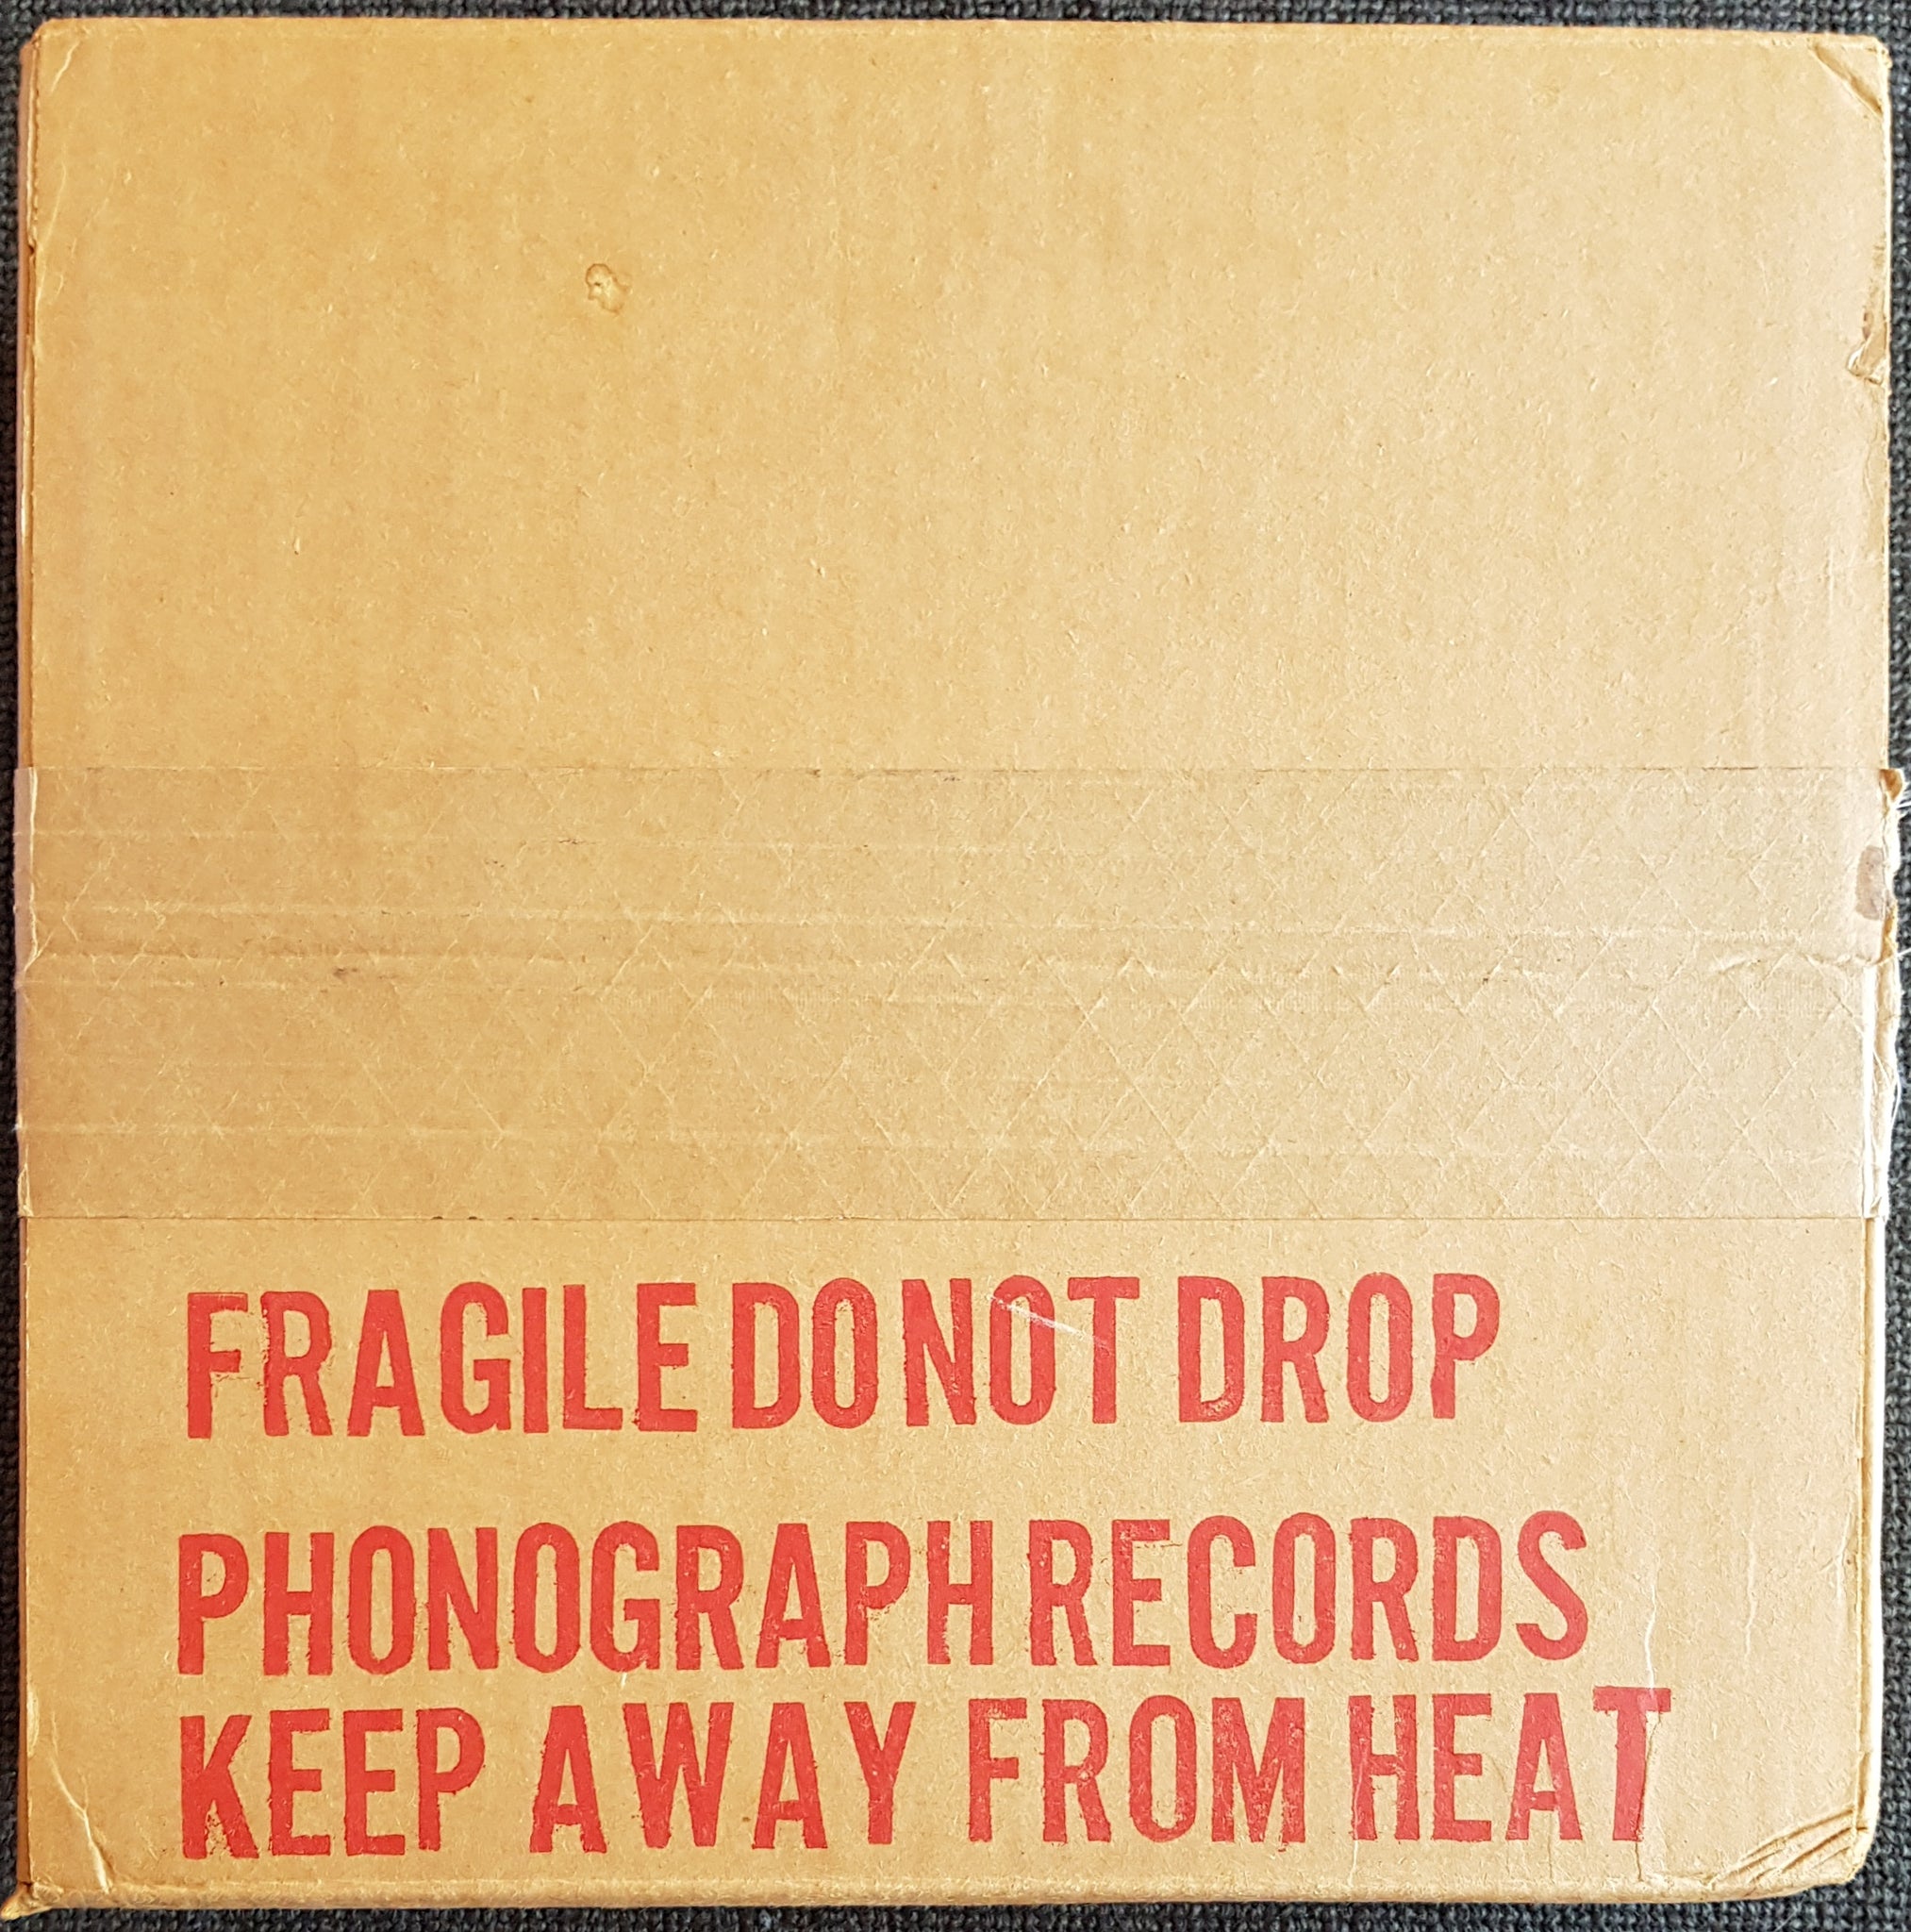 FRAGILE DO NOT DROP
PHONOGRAPH RECORDS
KEEP AWAY FROM HEAT